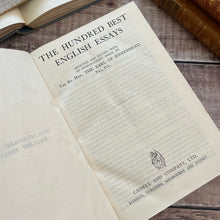 THE HUNDRED BEST
ENGLISH ESSAYS
THE RT. HON. THE EARL OF BIRKENHEAD,
P.C., G.C.S.I.
CASSELL AND COMPANY, LTD.
LONDON, TORONTO, MELBOURNE AND SYDNEY